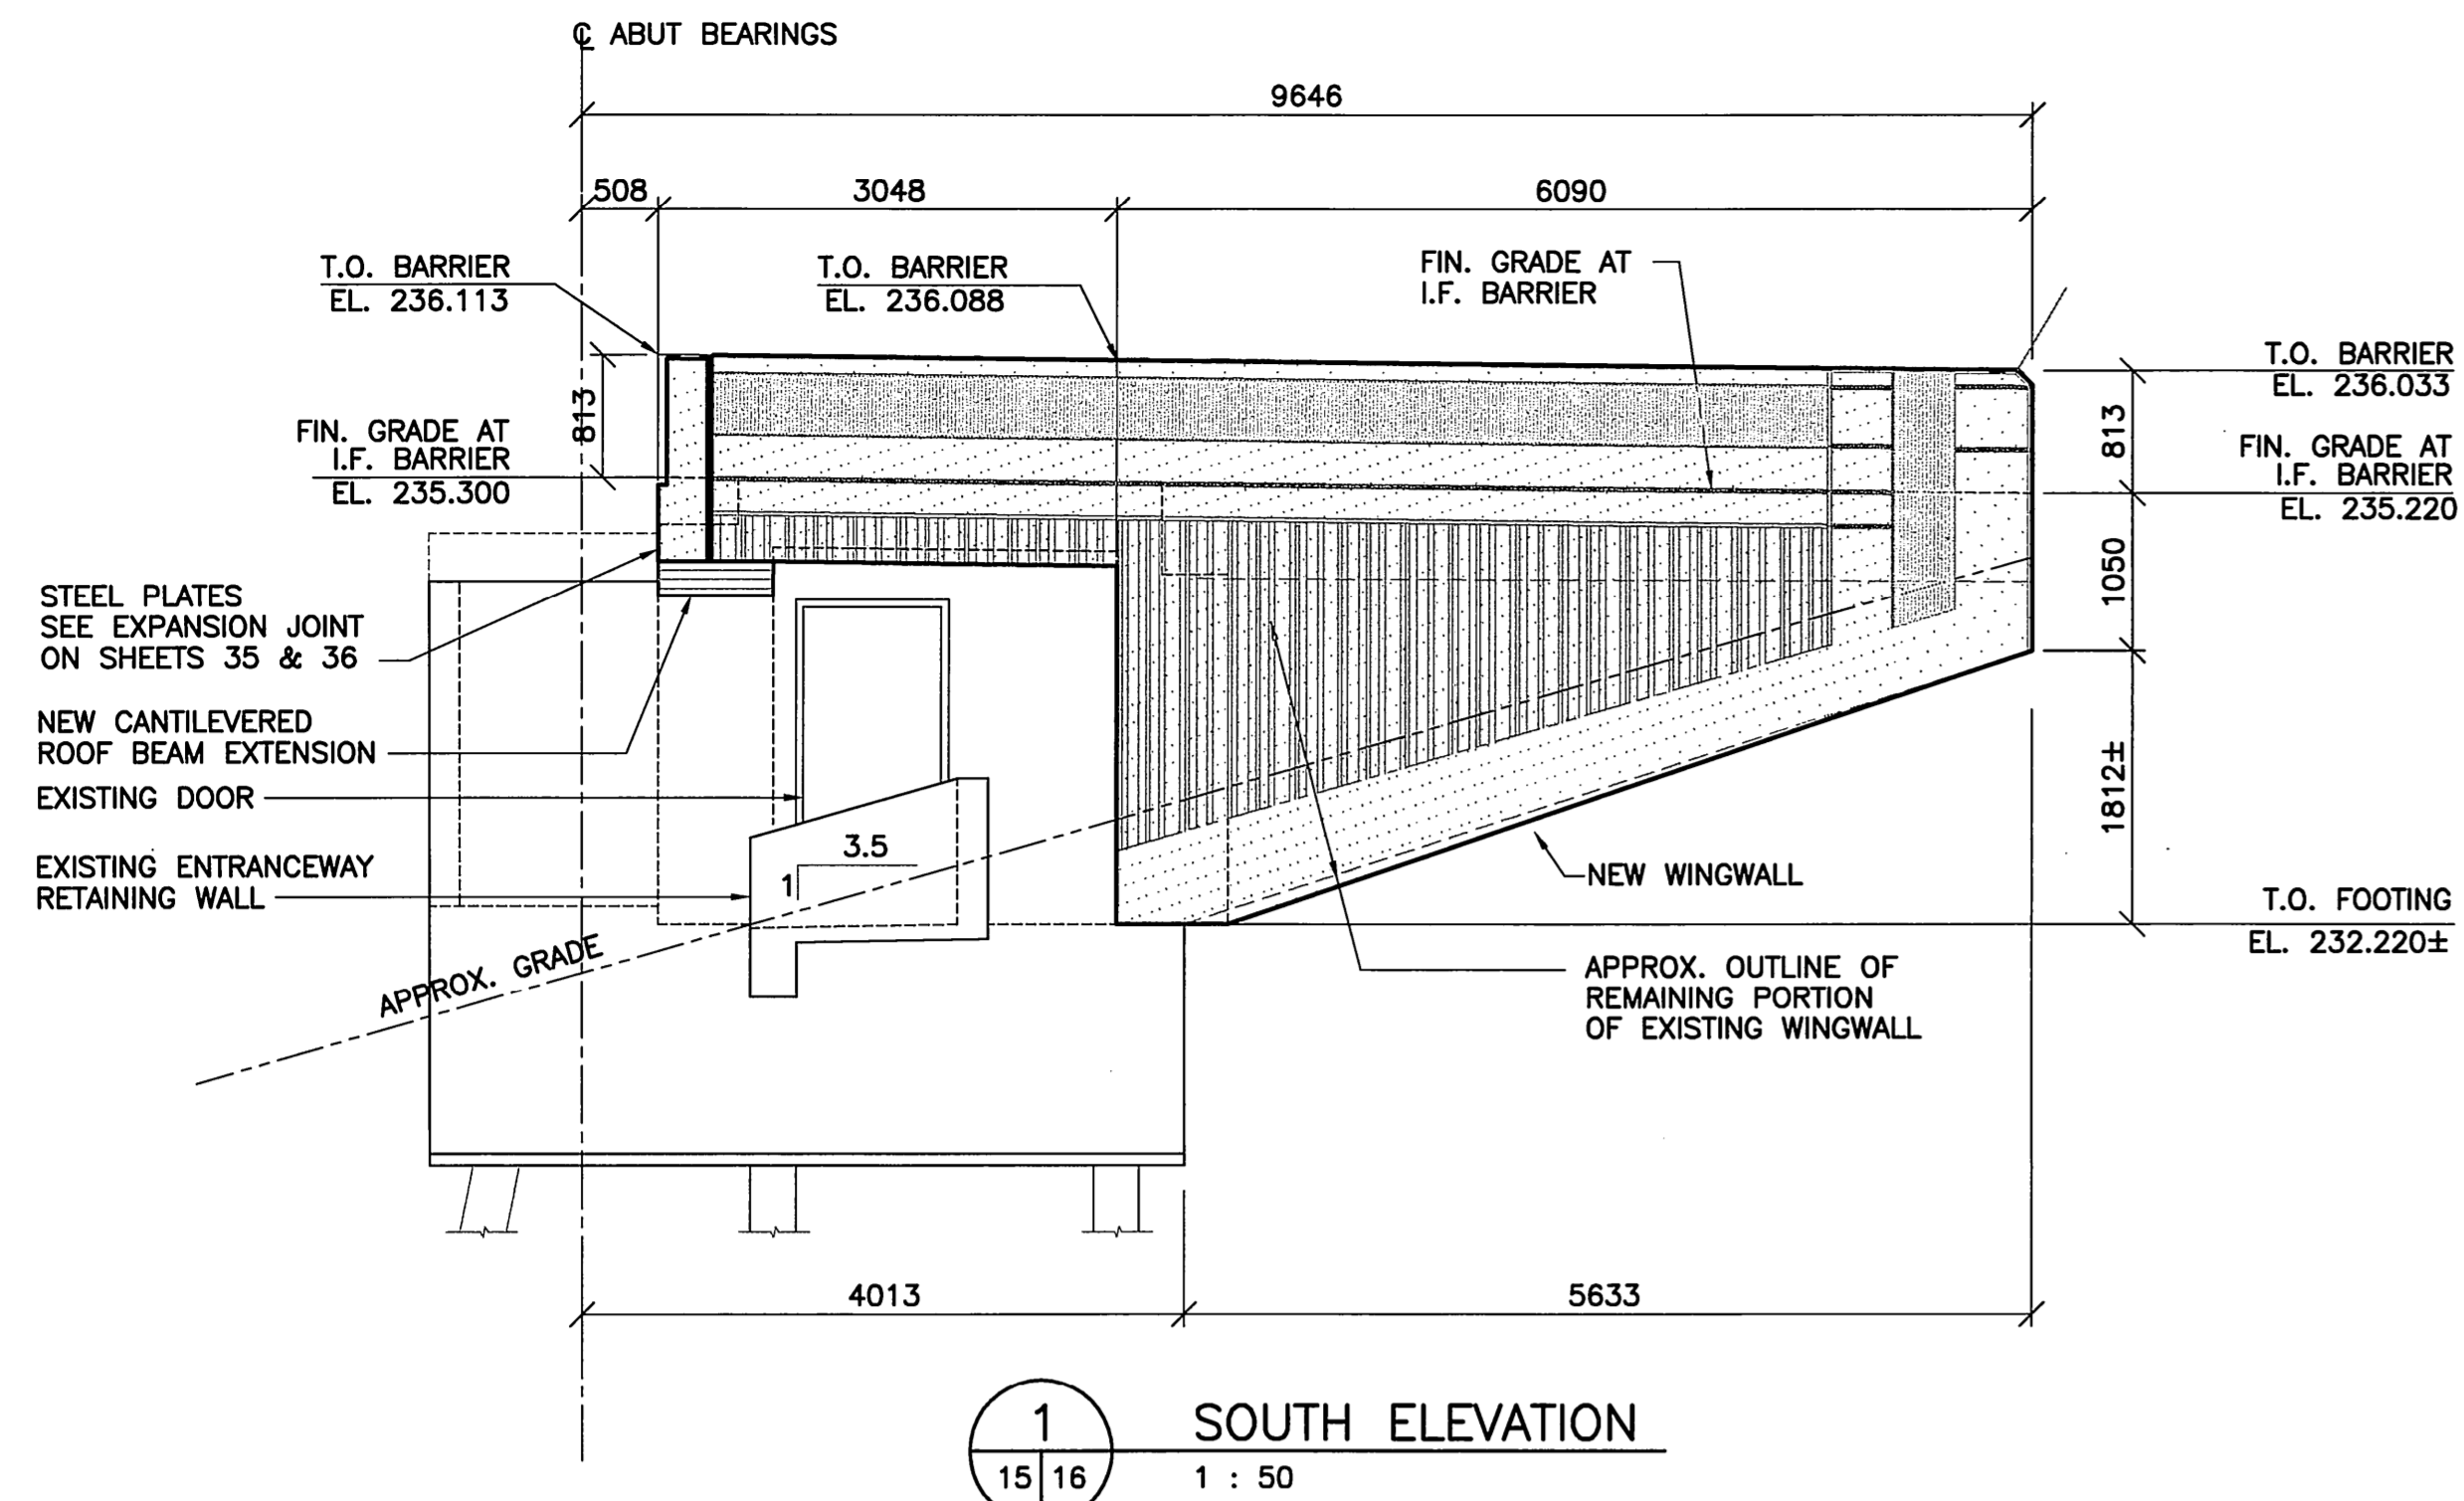 ℄ ABUT BEARINGS
9646
508
3048
6090
T.O. BARRIER
EL. 236.113
T.O. BARRIER
EL. 236.088
FIN. GRADE AT
I.F. BARRIER
T.O. BARRIER
EL. 236.033
813
813
FIN. GRADE AT
I.F. BARRIER
EL. 235.300
FIN. GRADE AT
I.F. BARRIER
EL. 235.220
1050
STEEL PLATES
SEE EXPANSION JOINT
ON SHEETS 35 & 36
NEW CANTILEVERED
ROOF BEAM EXTENSION
EXISTING DOOR
1812±
EXISTING ENTRANCEWAY
RETAINING WALL
3.5
1
NEW WINGWALL
T.O. FOOTING
EL. 232.220±
APPROX. GRADE
APPROX. OUTLINE OF
REMAINING PORTION
OF EXISTING WINGWALL
4013
5633
1
15 16
SOUTH ELEVATION
1 : 50